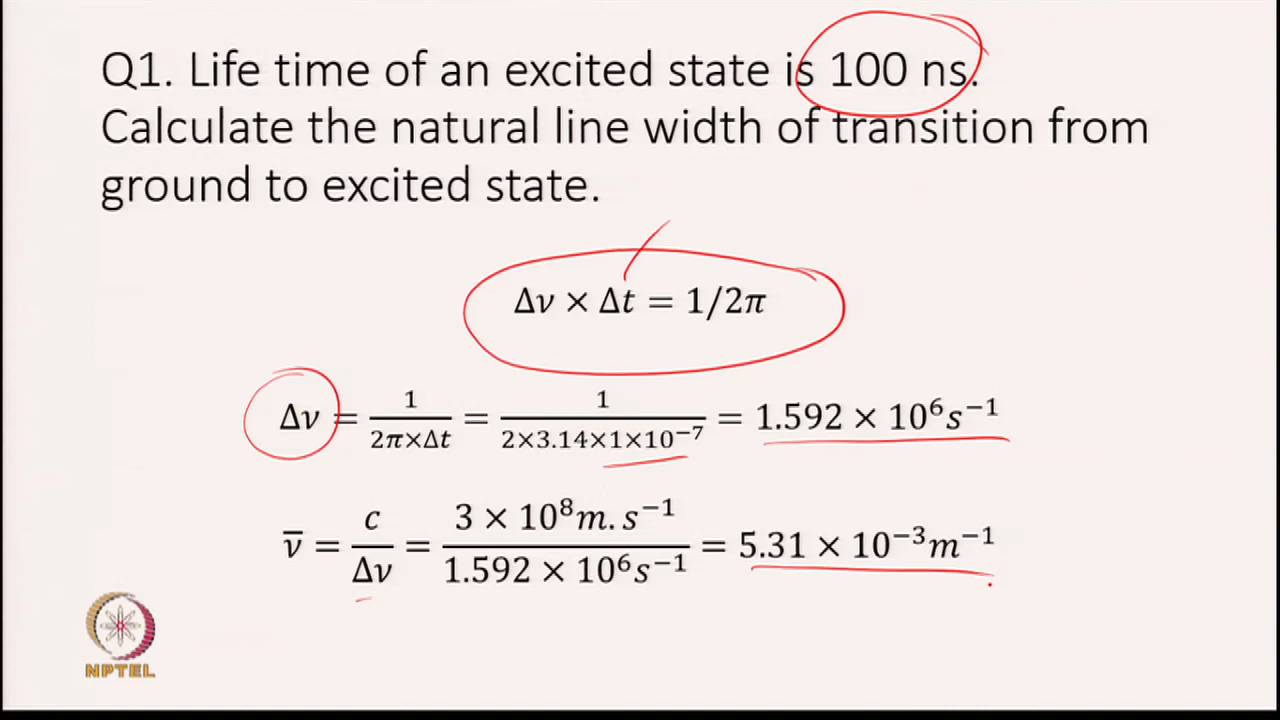 Q1. Life time of an excited state is 100 ns.
Calculate the natural line width of transition from
ground to excited state.
Δν × Δt = 1/2π
Δν = 1/(2π×Δt) = 1/(2×3.14×1×10⁻⁷) = 1.592 × 10⁶s⁻¹
ν̅ = c/Δν = (3 × 10⁸m.s⁻¹)/(1.592 × 10⁶s⁻¹) = 5.31 × 10⁻³m⁻¹
NPTEL